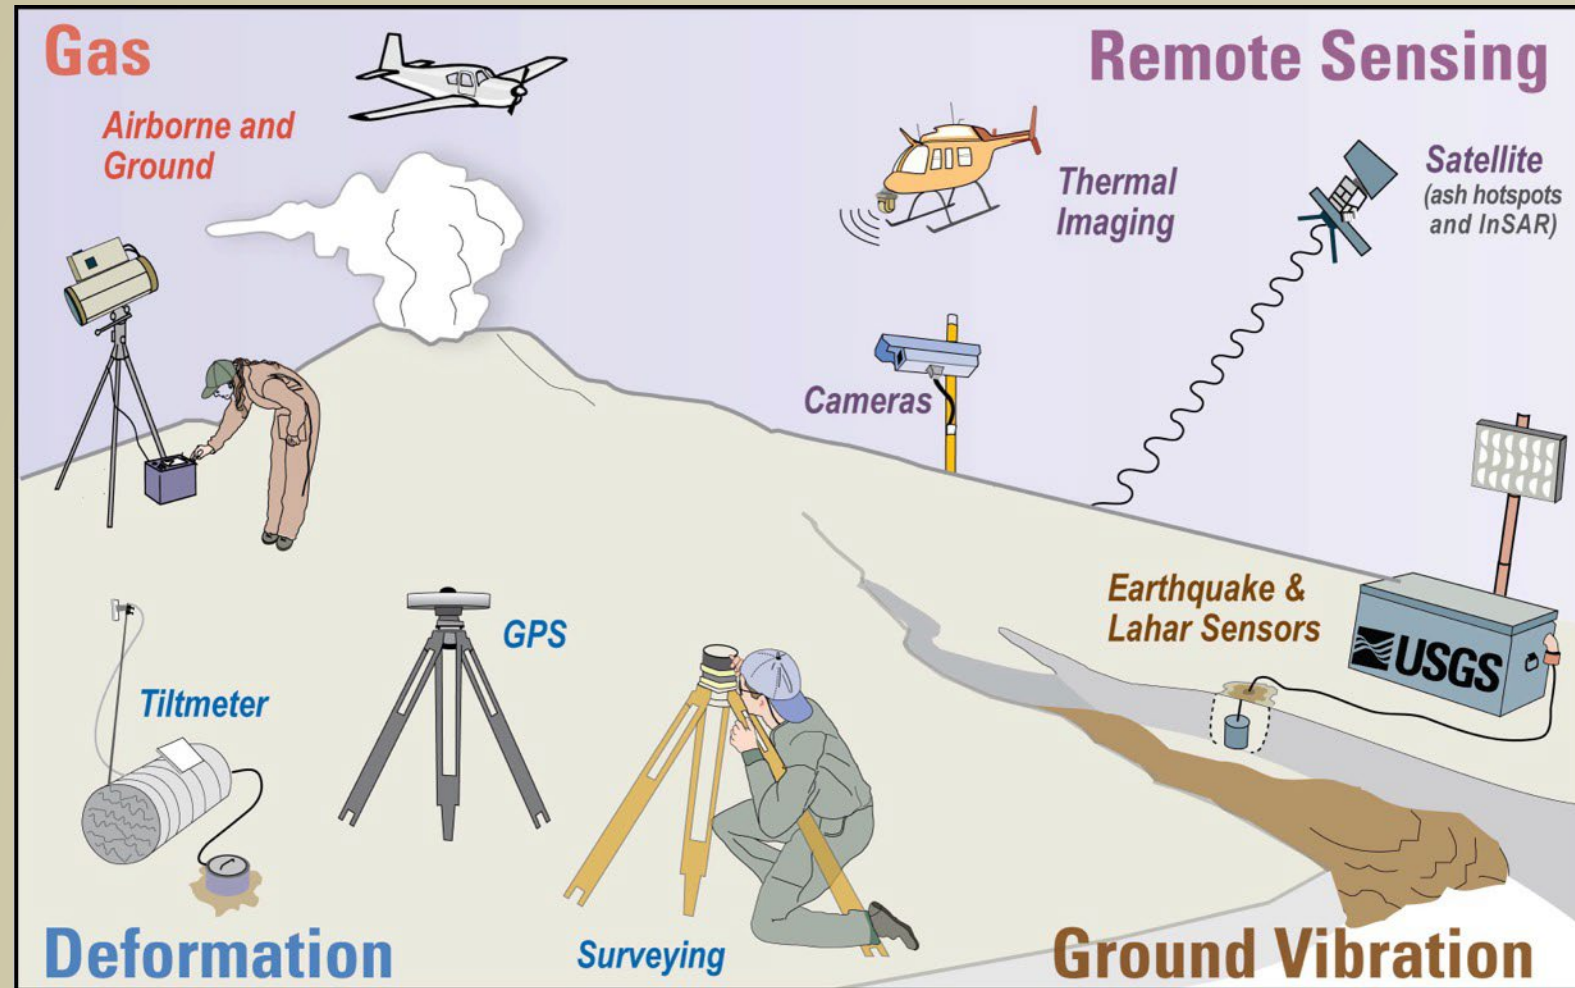 Gas
Airborne and
Ground
Remote Sensing
Thermal
Imaging
Satellite
(ash hotspots
and InSAR)
Cameras
Earthquake &
Lahar Sensors
USGS
GPS
Tiltmeter
Surveying
Deformation
Ground Vibration